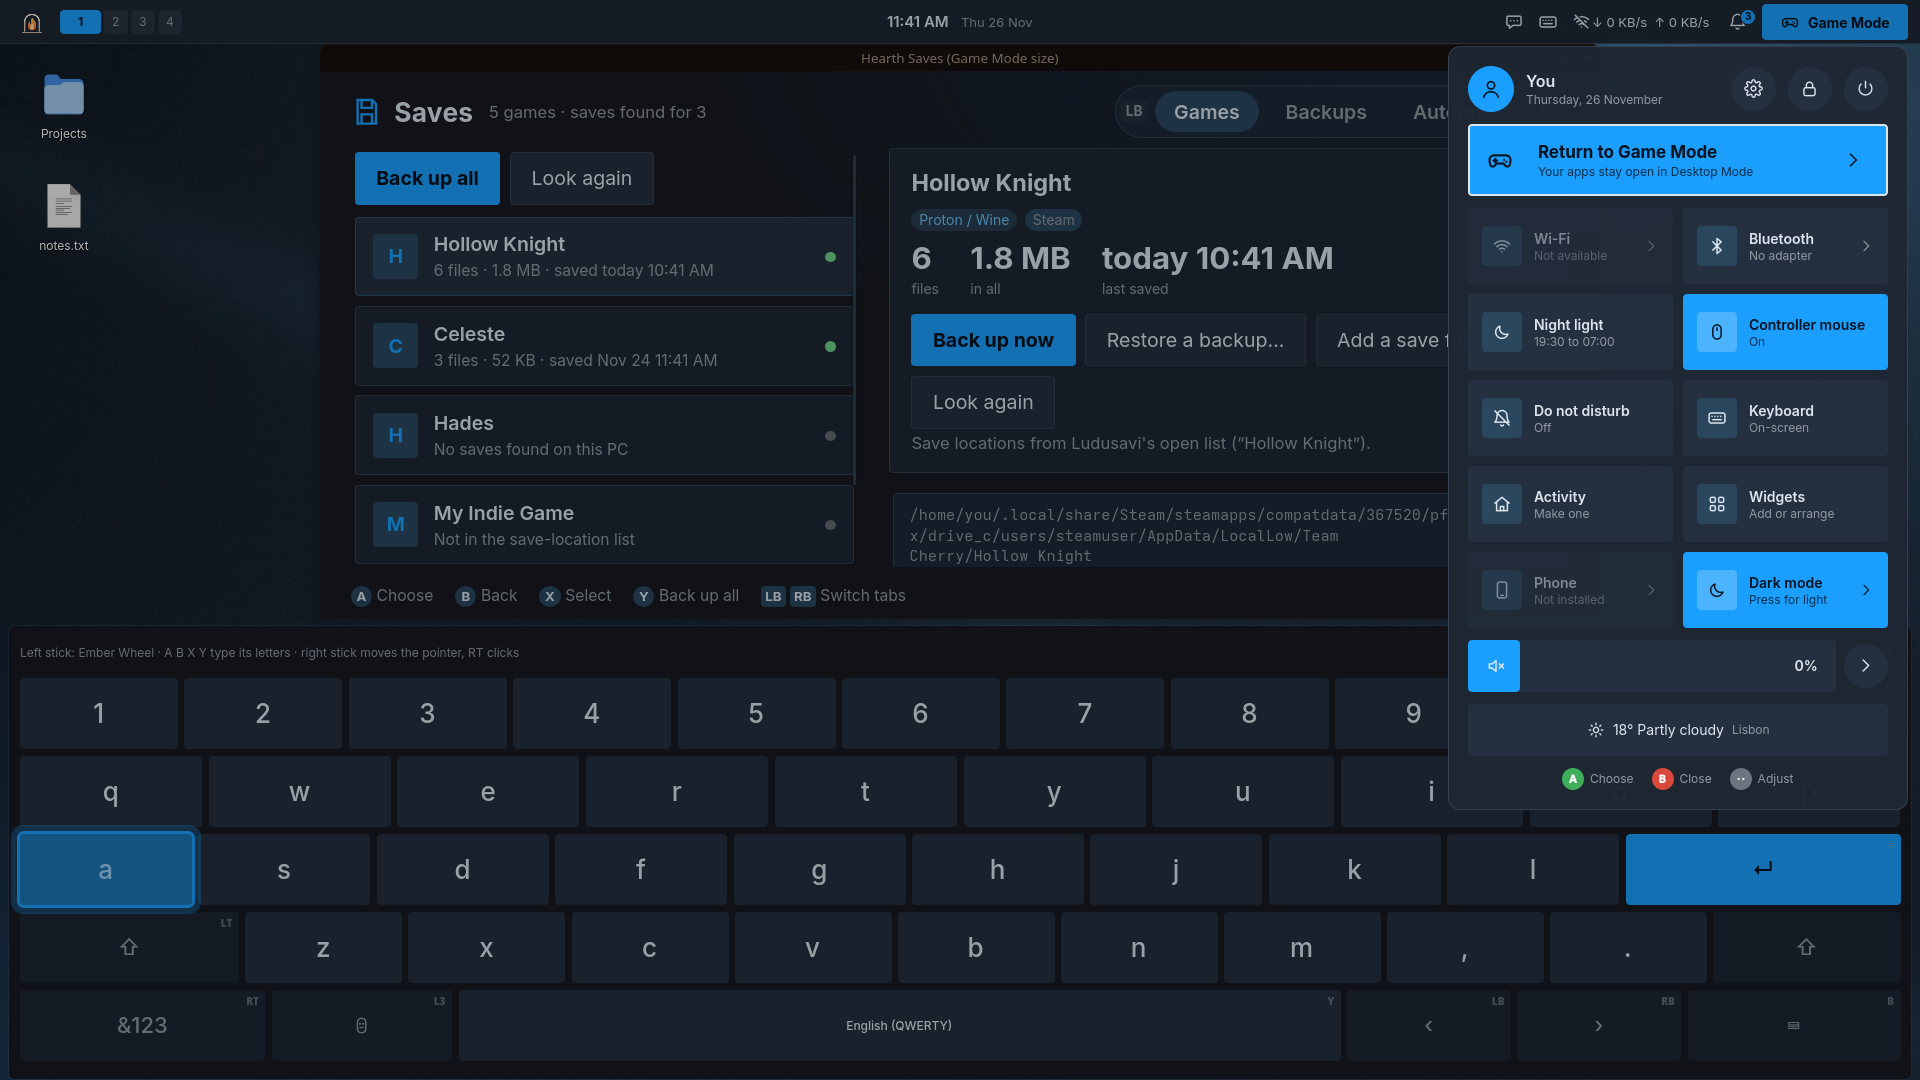 1
2
3
4
11:41 AM Thu 26 Nov
0 KB/s
0 KB/s
3
Game Mode
Projects
notes.txt
Hearth Saves (Game Mode size)
Saves
5 games · saves found for 3
LB
Games
Backups
Back up all
Look again
H
Hollow Knight
6 files · 1.8 MB · saved today 10:41 AM
C
Celeste
3 files · 52 KB · saved Nov 24 11:41 AM
H
Hades
No saves found on this PC
M
My Indie Game
Not in the save-location list
Hollow Knight
Proton / Wine
Steam
6
files
1.8 MB
in all
today 10:41 AM
last saved
Back up now
Restore a backup...
Add a save
Look again
Save locations from Ludusavi's open list (“Hollow Knight”).
/home/you/.local/share/Steam/steamapps/compatdata/367520/pf
x/drive_c/users/steamuser/AppData/LocalLow/Team
Cherry/Hollow Knight
A Choose
B Back
X Select
Y Back up all
LB RB Switch tabs
You
Thursday, 26 November
Return to Game Mode
Your apps stay open in Desktop Mode
Wi-Fi
Not available
Bluetooth
No adapter
Night light
19:30 to 07:00
Controller mouse
On
Do not disturb
Off
Keyboard
On-screen
Activity
Make one
Widgets
Add or arrange
Phone
Not installed
Dark mode
Press for light
0%
18° Partly cloudy Lisbon
A Choose
B Close
Adjust
Left stick: Ember Wheel · A B X Y type its letters · right stick moves the pointer, RT clicks
1
2
3
4
5
6
7
8
9
q
w
e
r
t
y
u
i
o
p
a
s
d
f
g
h
j
k
l
LT
z
x
c
v
b
n
m
,
.
&123
RT
L3
English (QWERTY)
Y
LB
RB
B